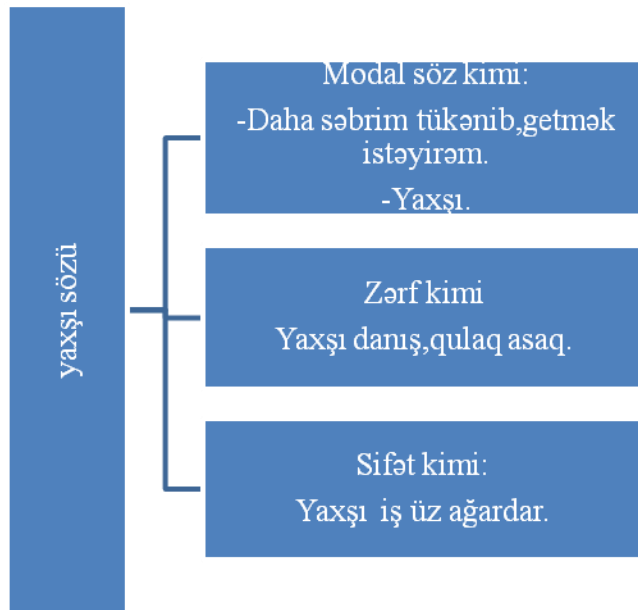 yaxşı sözü
Modal söz kimi:
-Daha səbrim tükənib,getmək
istəyirəm.
-Yaxşı.
Zərf kimi
Yaxşı danış,qulaq asaq.
Sifət kimi:
Yaxşı  iş üz ağardar.